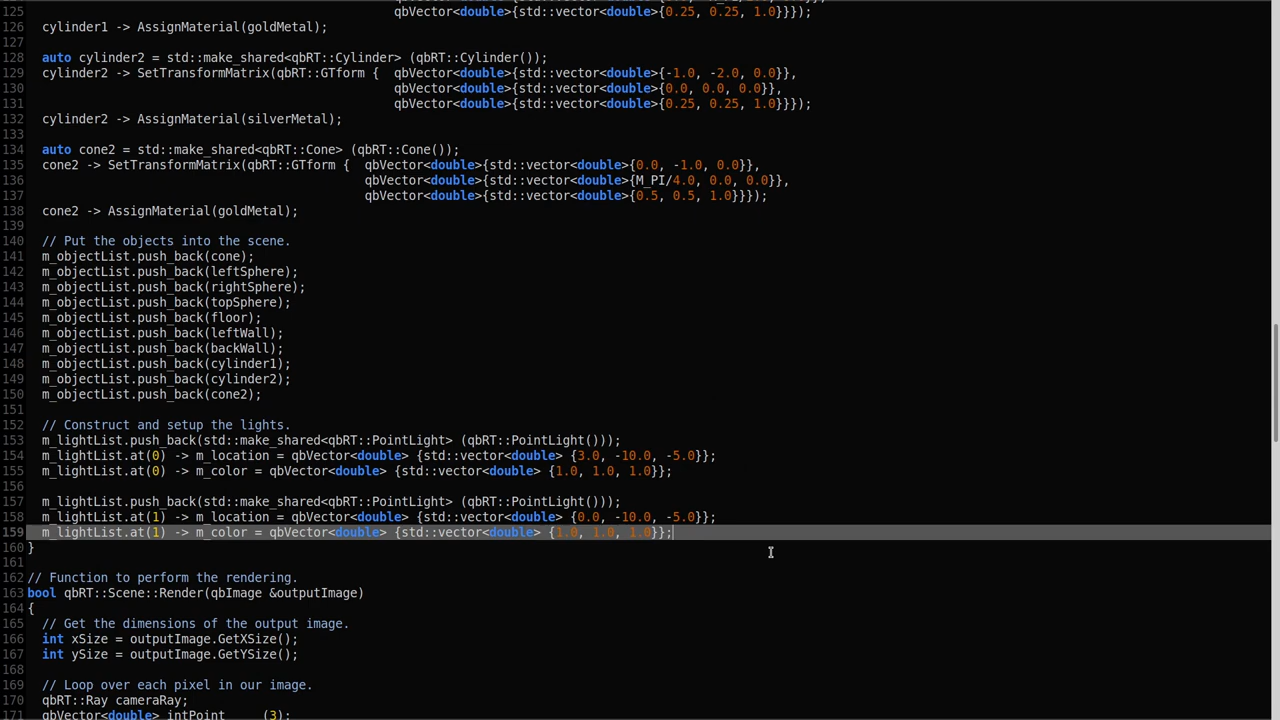 125 qbVector<double>{std::vector<double>{0.25, 0.25, 1.0}}});
126 cylinder1 -> AssignMaterial(goldMetal);
127
128 auto cylinder2 = std::make_shared<qbRT::Cylinder> (qbRT::Cylinder());
129 cylinder2 -> SetTransformMatrix(qbRT::GTform { qbVector<double>{std::vector<double>{-1.0, -2.0, 0.0}},
130 qbVector<double>{std::vector<double>{0.0, 0.0, 0.0}},
131 qbVector<double>{std::vector<double>{0.25, 0.25, 1.0}}});
132 cylinder2 -> AssignMaterial(silverMetal);
133
134 auto cone2 = std::make_shared<qbRT::Cone> (qbRT::Cone());
135 cone2 -> SetTransformMatrix(qbRT::GTform { qbVector<double>{std::vector<double>{0.0, -1.0, 0.0}},
136 qbVector<double>{std::vector<double>{M_PI/4.0, 0.0, 0.0}},
137 qbVector<double>{std::vector<double>{0.5, 0.5, 1.0}}});
138 cone2 -> AssignMaterial(goldMetal);
139
140 // Put the objects into the scene.
141 m_objectList.push_back(cone);
142 m_objectList.push_back(leftSphere);
143 m_objectList.push_back(rightSphere);
144 m_objectList.push_back(topSphere);
145 m_objectList.push_back(floor);
146 m_objectList.push_back(leftWall);
147 m_objectList.push_back(backWall);
148 m_objectList.push_back(cylinder1);
149 m_objectList.push_back(cylinder2);
150 m_objectList.push_back(cone2);
151
152 // Construct and setup the lights.
153 m_lightList.push_back(std::make_shared<qbRT::PointLight> (qbRT::PointLight()));
154 m_lightList.at(0) -> m_location = qbVector<double> {std::vector<double> {3.0, -10.0, -5.0}};
155 m_lightList.at(0) -> m_color = qbVector<double> {std::vector<double> {1.0, 1.0, 1.0}};
156
157 m_lightList.push_back(std::make_shared<qbRT::PointLight> (qbRT::PointLight()));
158 m_lightList.at(1) -> m_location = qbVector<double> {std::vector<double> {0.0, -10.0, -5.0}};
159 m_lightList.at(1) -> m_color = qbVector<double> {std::vector<double> {1.0, 1.0, 1.0}};
160 }
161
162 // Function to perform the rendering.
163 bool qbRT::Scene::Render(qbImage &outputImage)
164 {
165 // Get the dimensions of the output image.
166 int xSize = outputImage.GetXSize();
167 int ySize = outputImage.GetYSize();
168
169 // Loop over each pixel in our image.
170 qbRT::Ray cameraRay;
171 qbVector<double> intPoint (3);